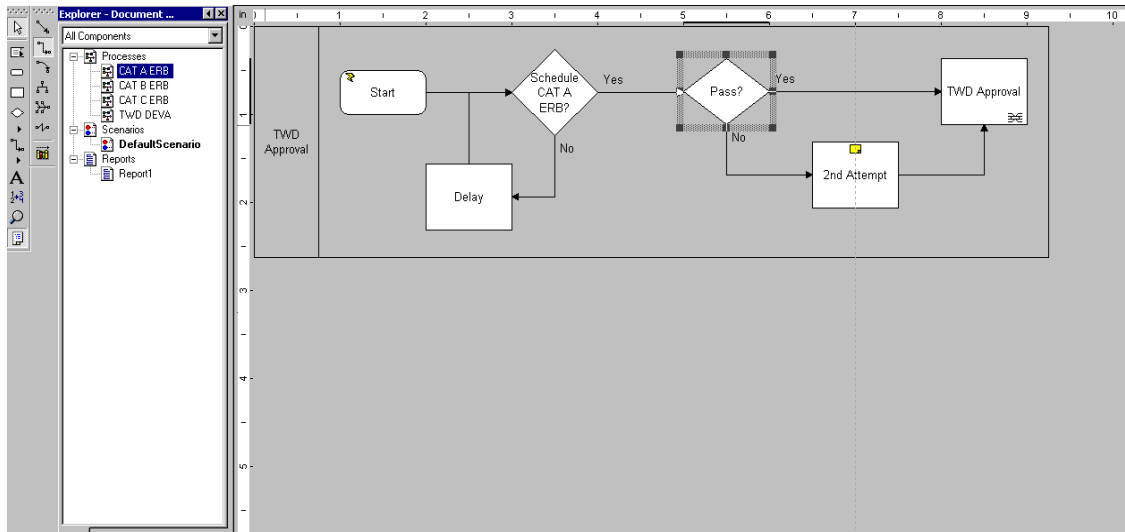 Explorer - Document ...
All Components
Processes
CAT A ERB
CAT B ERB
CAT C ERB
TWD DEVA
Scenarios
DefaultScenario
Reports
Report1
A
in
1 2 3 4 5 6 7 8 9 10
0
1
2
3
4
5
TWD
Approval
Start
Schedule
CAT A
ERB?
Yes
No
Delay
Pass?
Yes
No
2nd Attempt
TWD Approval